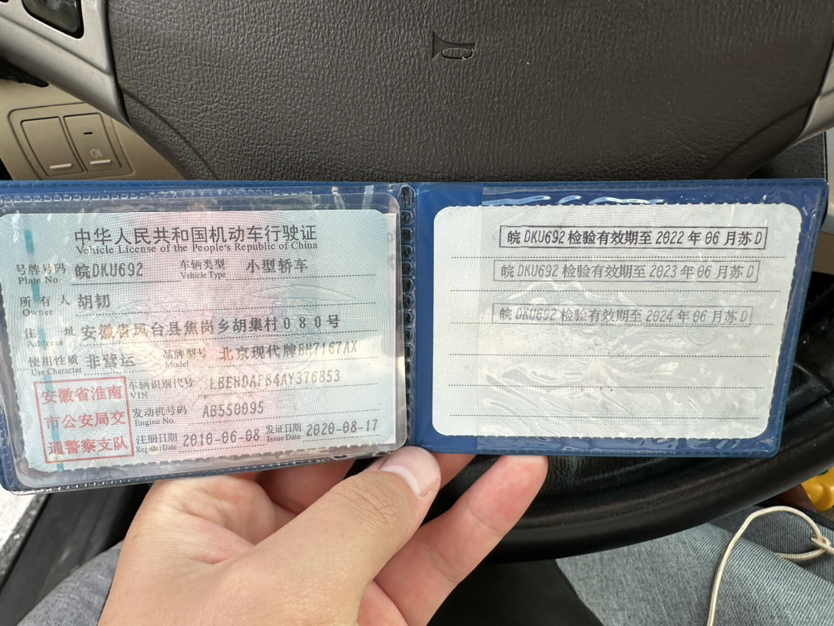 中华人民共和国机动车行驶证
Vehicle License of the People's Republic of China
号牌号码 皖DKU692 车辆类型 小型轿车
Plate No. Vehicle Type
所有人 胡韧
Owner
住址 安徽省凤台县焦岗乡胡集村080号
Address
使用性质 非营运 品牌型号 北京现代牌BH7167AX
Use Character Model
安徽省淮南市公安局交通警察支队
车辆识别代号 LBEHDAFB4AY376853
VIN
发动机号码 AB550095
Engine No.
注册日期 2010-06-08 发证日期 2020-08-17
Register Date Issue Date
皖DKU692检验有效期至2022年06月苏D
皖DKU692检验有效期至2023年06月苏D
皖DKU692检验有效期至2024年06月苏D